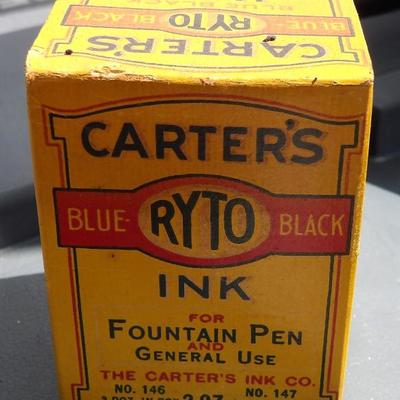 CARTER'S
BLUE- RYTO BLACK
CARTER'S
BLUE- RYTO BLACK
INK
FOR
FOUNTAIN PEN
AND
GENERAL USE
THE CARTER'S INK CO.
NO. 146 NO. 147